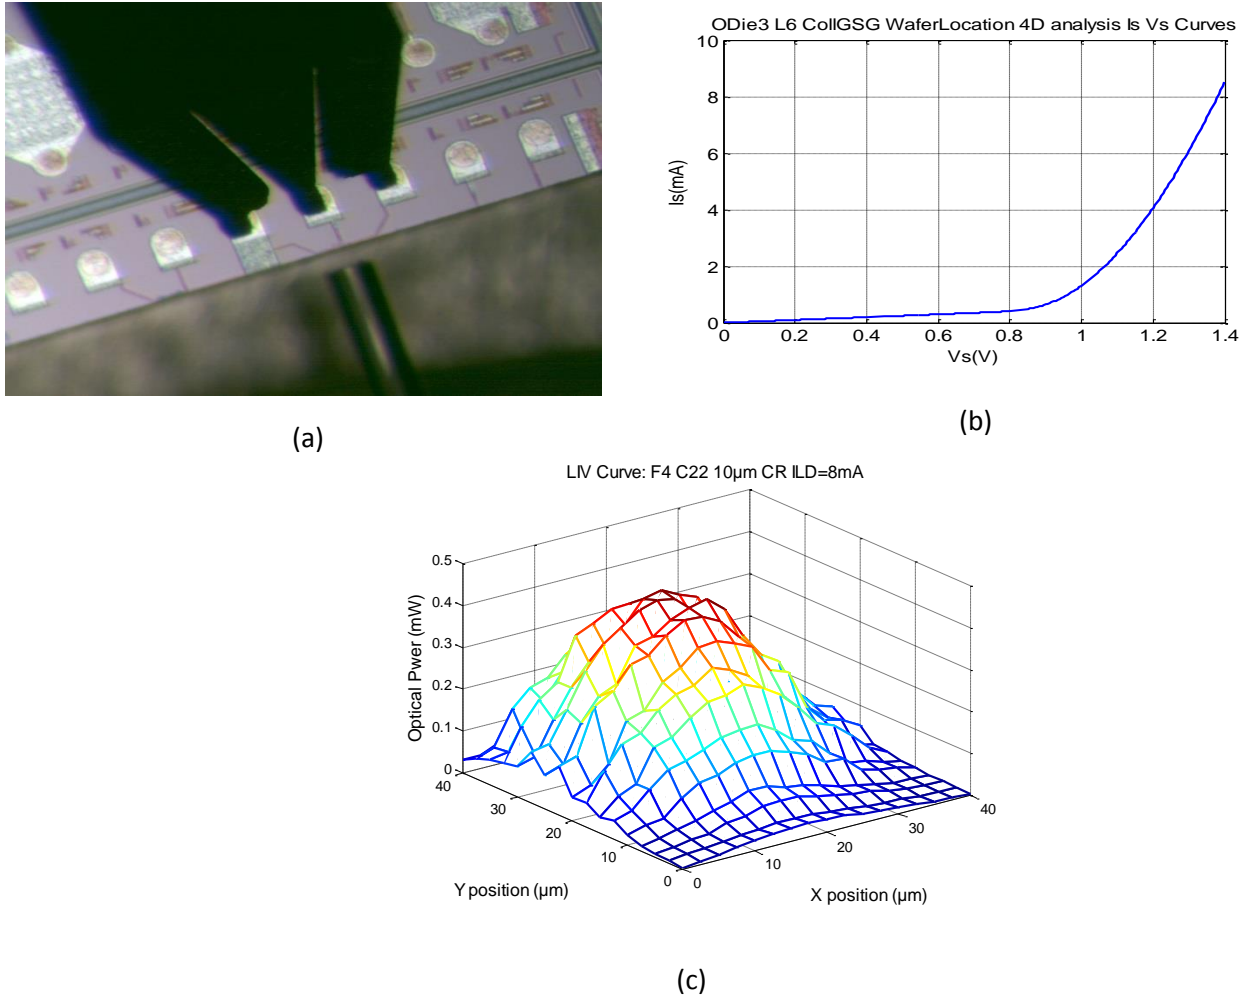 ODie3 L6 CollGSG WaferLocation 4D analysis Is Vs Curves
10
8
6
4
2
0
Is(mA)
0 0.2 0.4 0.6 0.8 1 1.2 1.4
Vs(V)
(a)
(b)
LIV Curve: F4 C22 10µm CR ILD=8mA
0.5
0.4
0.3
0.2
0.1
0
Optical Power (mW)
40
30
20
10
0
Y position (µm)
0
10
20
30
40
X position (µm)
(c)